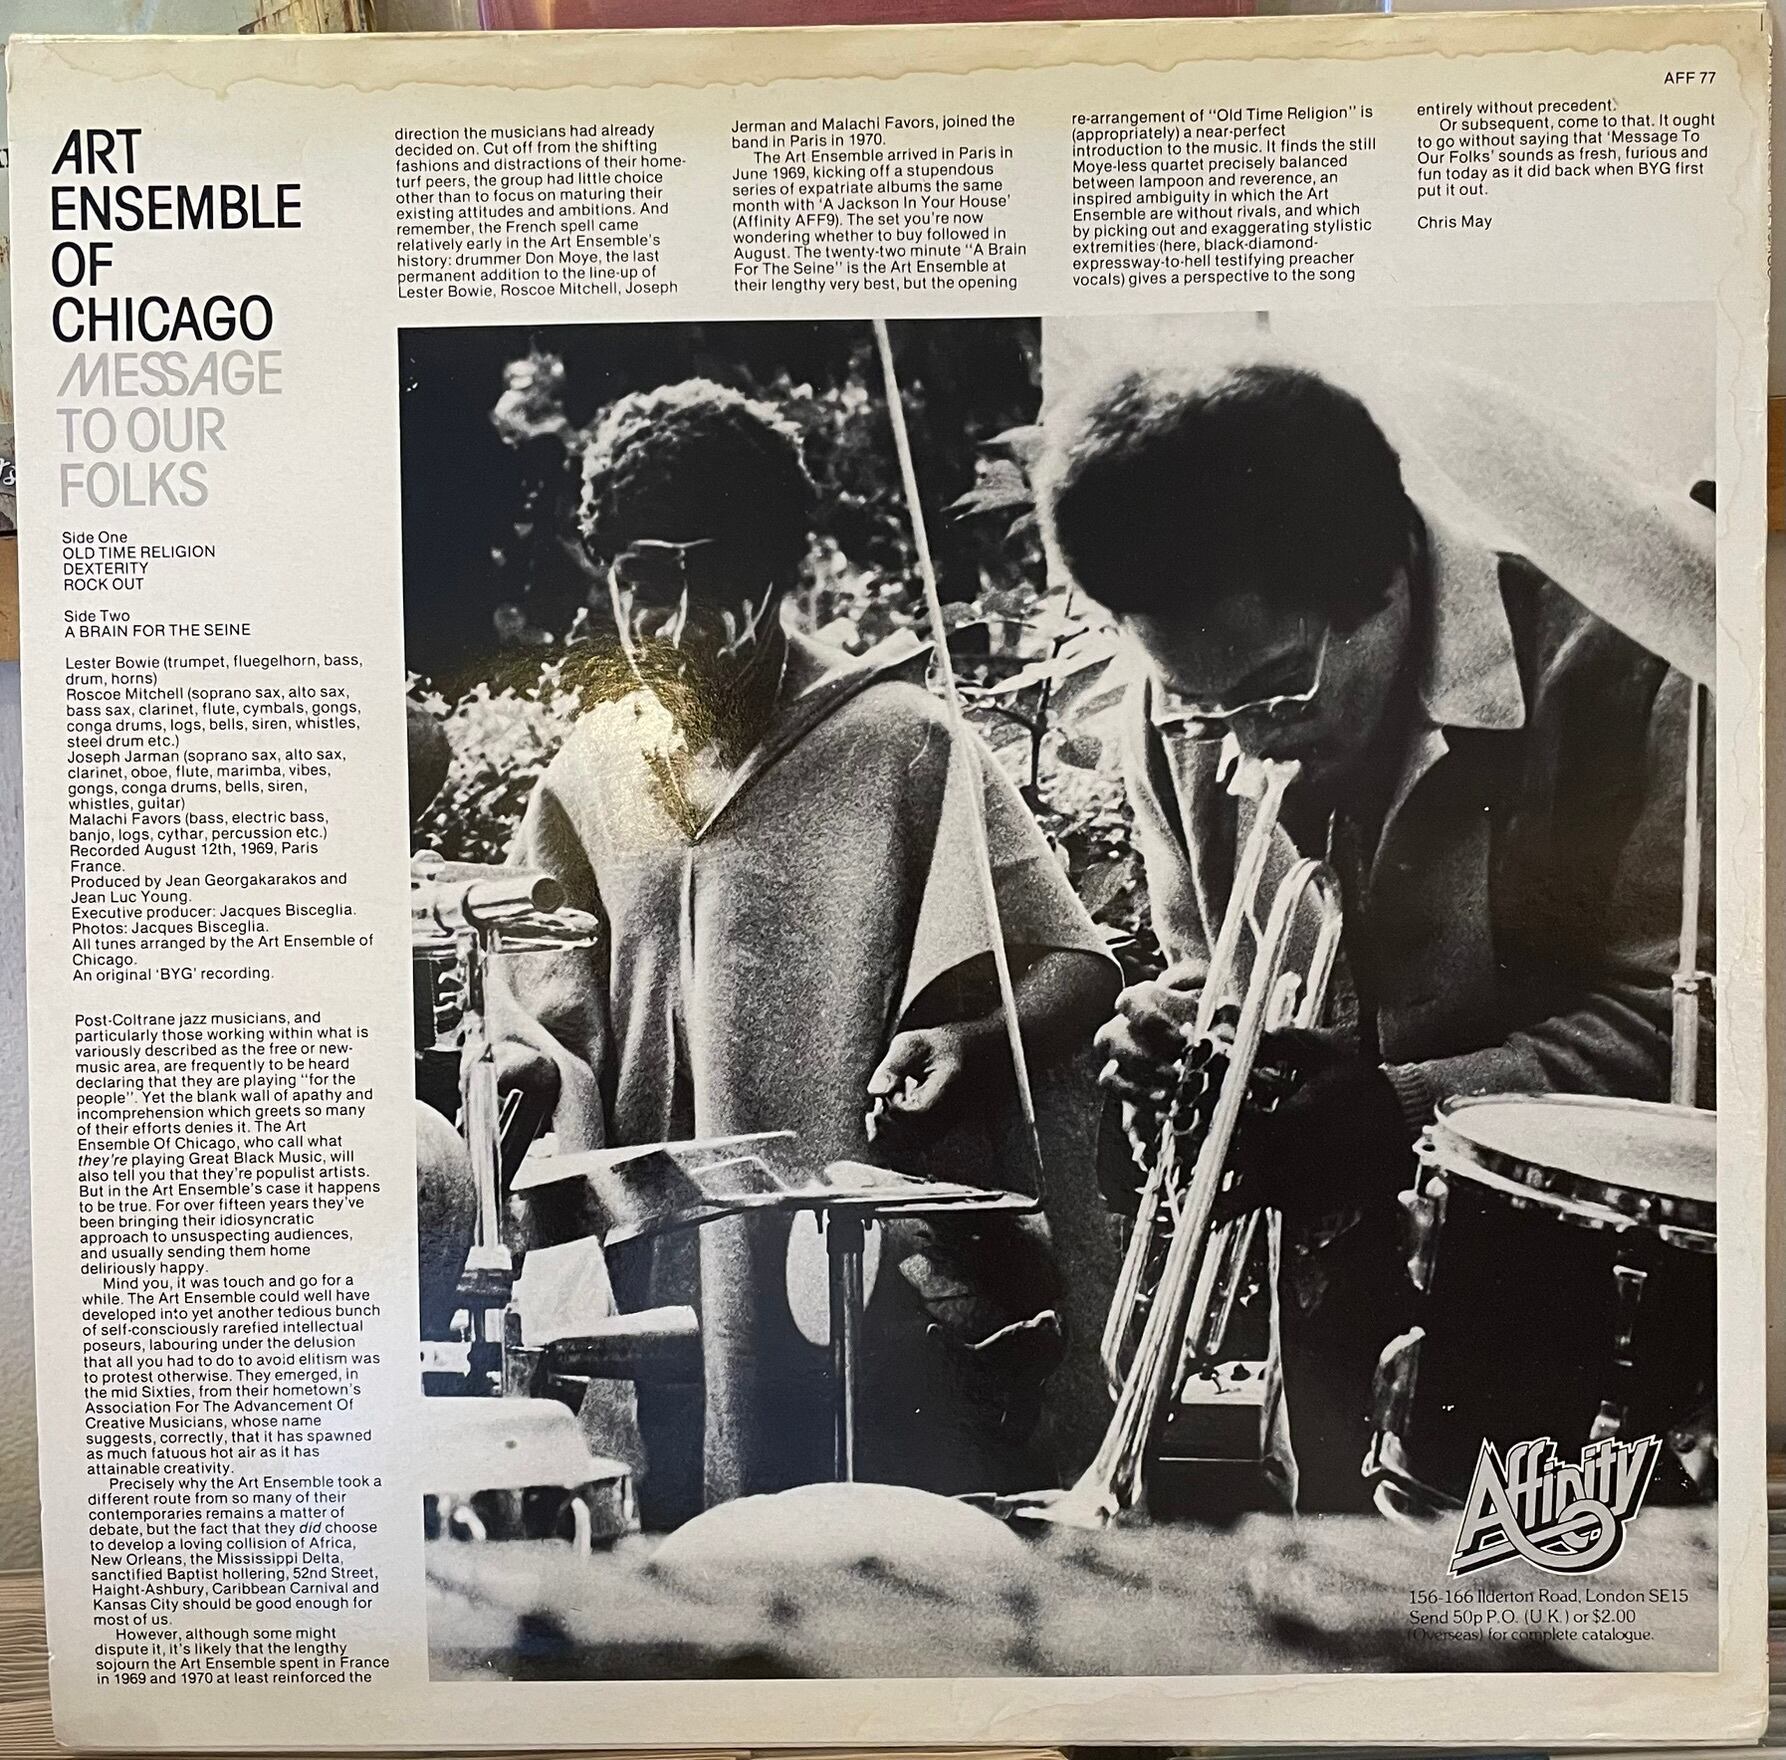 AFF 77
ART
ENSEMBLE
OF
CHICAGO
MESSAGE
TO OUR
FOLKS
Side One
OLD TIME RELIGION
DEXTERITY
ROCK OUT
Side Two
A BRAIN FOR THE SEINE
Lester Bowie (trumpet, fluegelhorn, bass,
drum, horns)
Roscoe Mitchell (soprano sax, alto sax,
bass sax, clarinet, flute, cymbals, gongs,
conga drums, logs, bells, siren, whistles,
steel drum etc.)
Joseph Jarman (soprano sax, alto sax,
clarinet, oboe, flute, marimba, vibes,
gongs, conga drums, bells, siren,
whistles, guitar)
Malachi Favors (bass, electric bass,
banjo, logs, cythar, percussion etc.)
Recorded August 12th, 1969, Paris
France.
Produced by Jean Georgakarakos and
Jean Luc Young.
Executive producer: Jacques Bisceglia.
Photos: Jacques Bisceglia.
All tunes arranged by the Art Ensemble of
Chicago.
An original 'BYG' recording.
Post-Coltrane jazz musicians, and
particularly those working within what is
variously described as the free or new-
music area, are frequently to be heard
declaring that they are playing "for the
people". Yet the blank wall of apathy and
incomprehension which greets so many
of their efforts denies it. The Art
Ensemble Of Chicago, who call what
they're playing Great Black Music, will
also tell you that they're populist artists.
But in the Art Ensemble's case it happens
to be true. For over fifteen years they've
been bringing their idiosyncratic
approach to unsuspecting audiences,
and usually sending them home
deliriously happy.
Mind you, it was touch and go for a
while. The Art Ensemble could well have
developed into yet another tedious bunch
of self-consciously rarefied intellectual
poseurs, labouring under the delusion
that all you had to do to avoid elitism was
to protest otherwise. They emerged, in
the mid Sixties, from their hometown's
Association For The Advancement Of
Creative Musicians, whose name
suggests, correctly, that it has spawned
as much fatuous hot air as it has
attainable creativity.
Precisely why the Art Ensemble took a
different route from so many of their
contemporaries remains a matter of
debate, but the fact that they did choose
to develop a loving collision of Africa,
New Orleans, the Mississippi Delta,
sanctified Baptist hollering, 52nd Street,
Haight-Ashbury, Caribbean Carnival and
Kansas City should be good enough for
most of us.
However, although some might
dispute it, it's likely that the lengthy
sojourn the Art Ensemble spent in France
in 1969 and 1970 at least reinforced the
direction the musicians had already
decided on. Cut off from the shifting
fashions and distractions of their home-
turf peers, the group had little choice
other than to focus on maturing their
existing attitudes and ambitions. And
remember, the French spell came
relatively early in the Art Ensemble's
history: drummer Don Moye, the last
permanent addition to the line-up of
Lester Bowie, Roscoe Mitchell, Joseph
Jerman and Malachi Favors, joined the
band in Paris in 1970.
The Art Ensemble arrived in Paris in
June 1969, kicking off a stupendous
series of expatriate albums the same
month with 'A Jackson In Your House'
(Affinity AFF9). The set you're now
wondering whether to buy followed in
August. The twenty-two minute "A Brain
For The Seine" is the Art Ensemble at
their lengthy very best, but the opening
re-arrangement of "Old Time Religion" is
(appropriately) a near-perfect
introduction to the music. It finds the still
Moye-less quartet precisely balanced
between lampoon and reverence, an
inspired ambiguity in which the Art
Ensemble are without rivals, and which
by picking out and exaggerating stylistic
extremities (here, black-diamond-
expressway-to-hell testifying preacher
vocals) gives a perspective to the song
entirely without precedent.
Or subsequent, come to that. It ought
to go without saying that 'Message To
Our Folks' sounds as fresh, furious and
fun today as it did back when BYG first
put it out.
Chris May
Affinity
156-166 Ilderton Road, London SE15
Send 50p P.O. (U.K.) or $2.00
(Overseas) for complete catalogue.